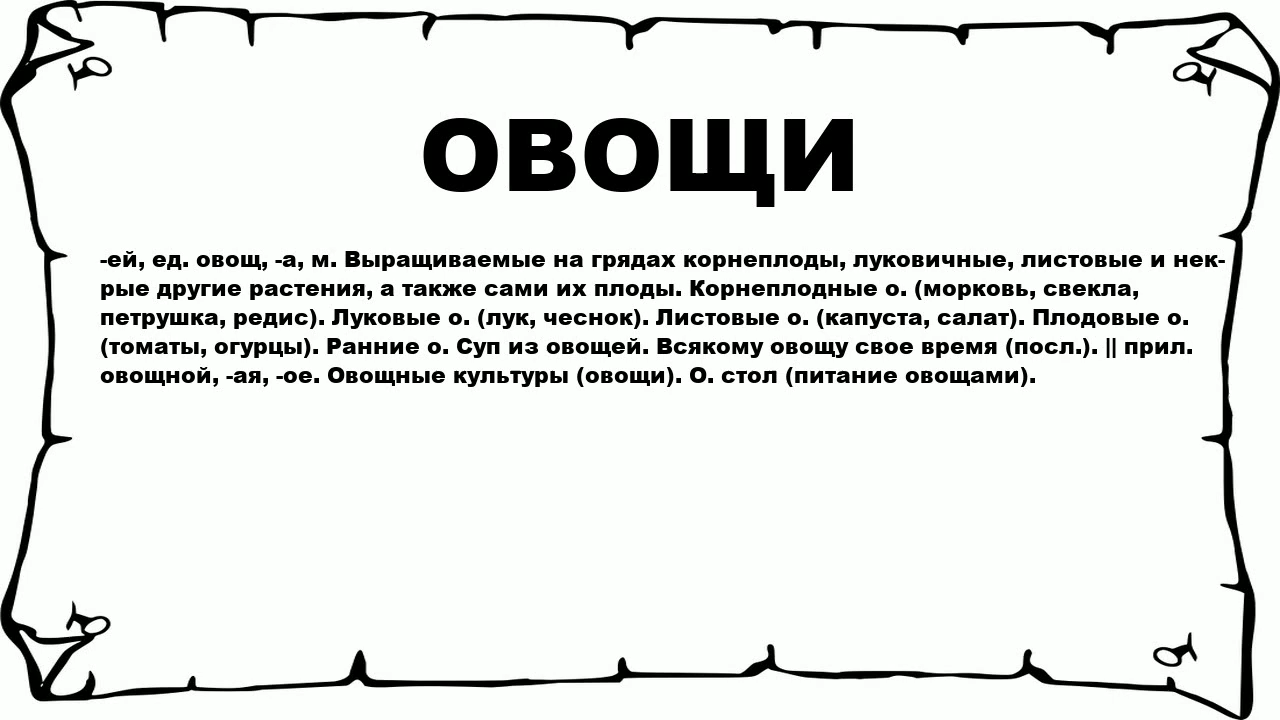 ОВОЩИ
-ей, ед. овощ, -а, м. Выращиваемые на грядах корнеплоды, луковичные, листовые и нек-
рые другие растения, а также сами их плоды. Корнеплодные о. (морковь, свекла,
петрушка, редис). Луковые о. (лук, чеснок). Листовые о. (капуста, салат). Плодовые о.
(томаты, огурцы). Ранние о. Суп из овощей. Всякому овощу свое время (посл.). || прил.
овощной, -ая, -ое. Овощные культуры (овощи). О. стол (питание овощами).